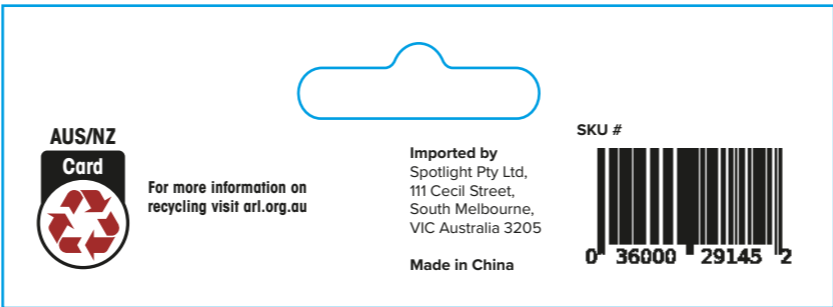 AUS/NZ
Card
For more information on
recycling visit arl.org.au
Imported by
Spotlight Pty Ltd,
111 Cecil Street,
South Melbourne,
VIC Australia 3205
Made in China
SKU #
0 36000 29145 2